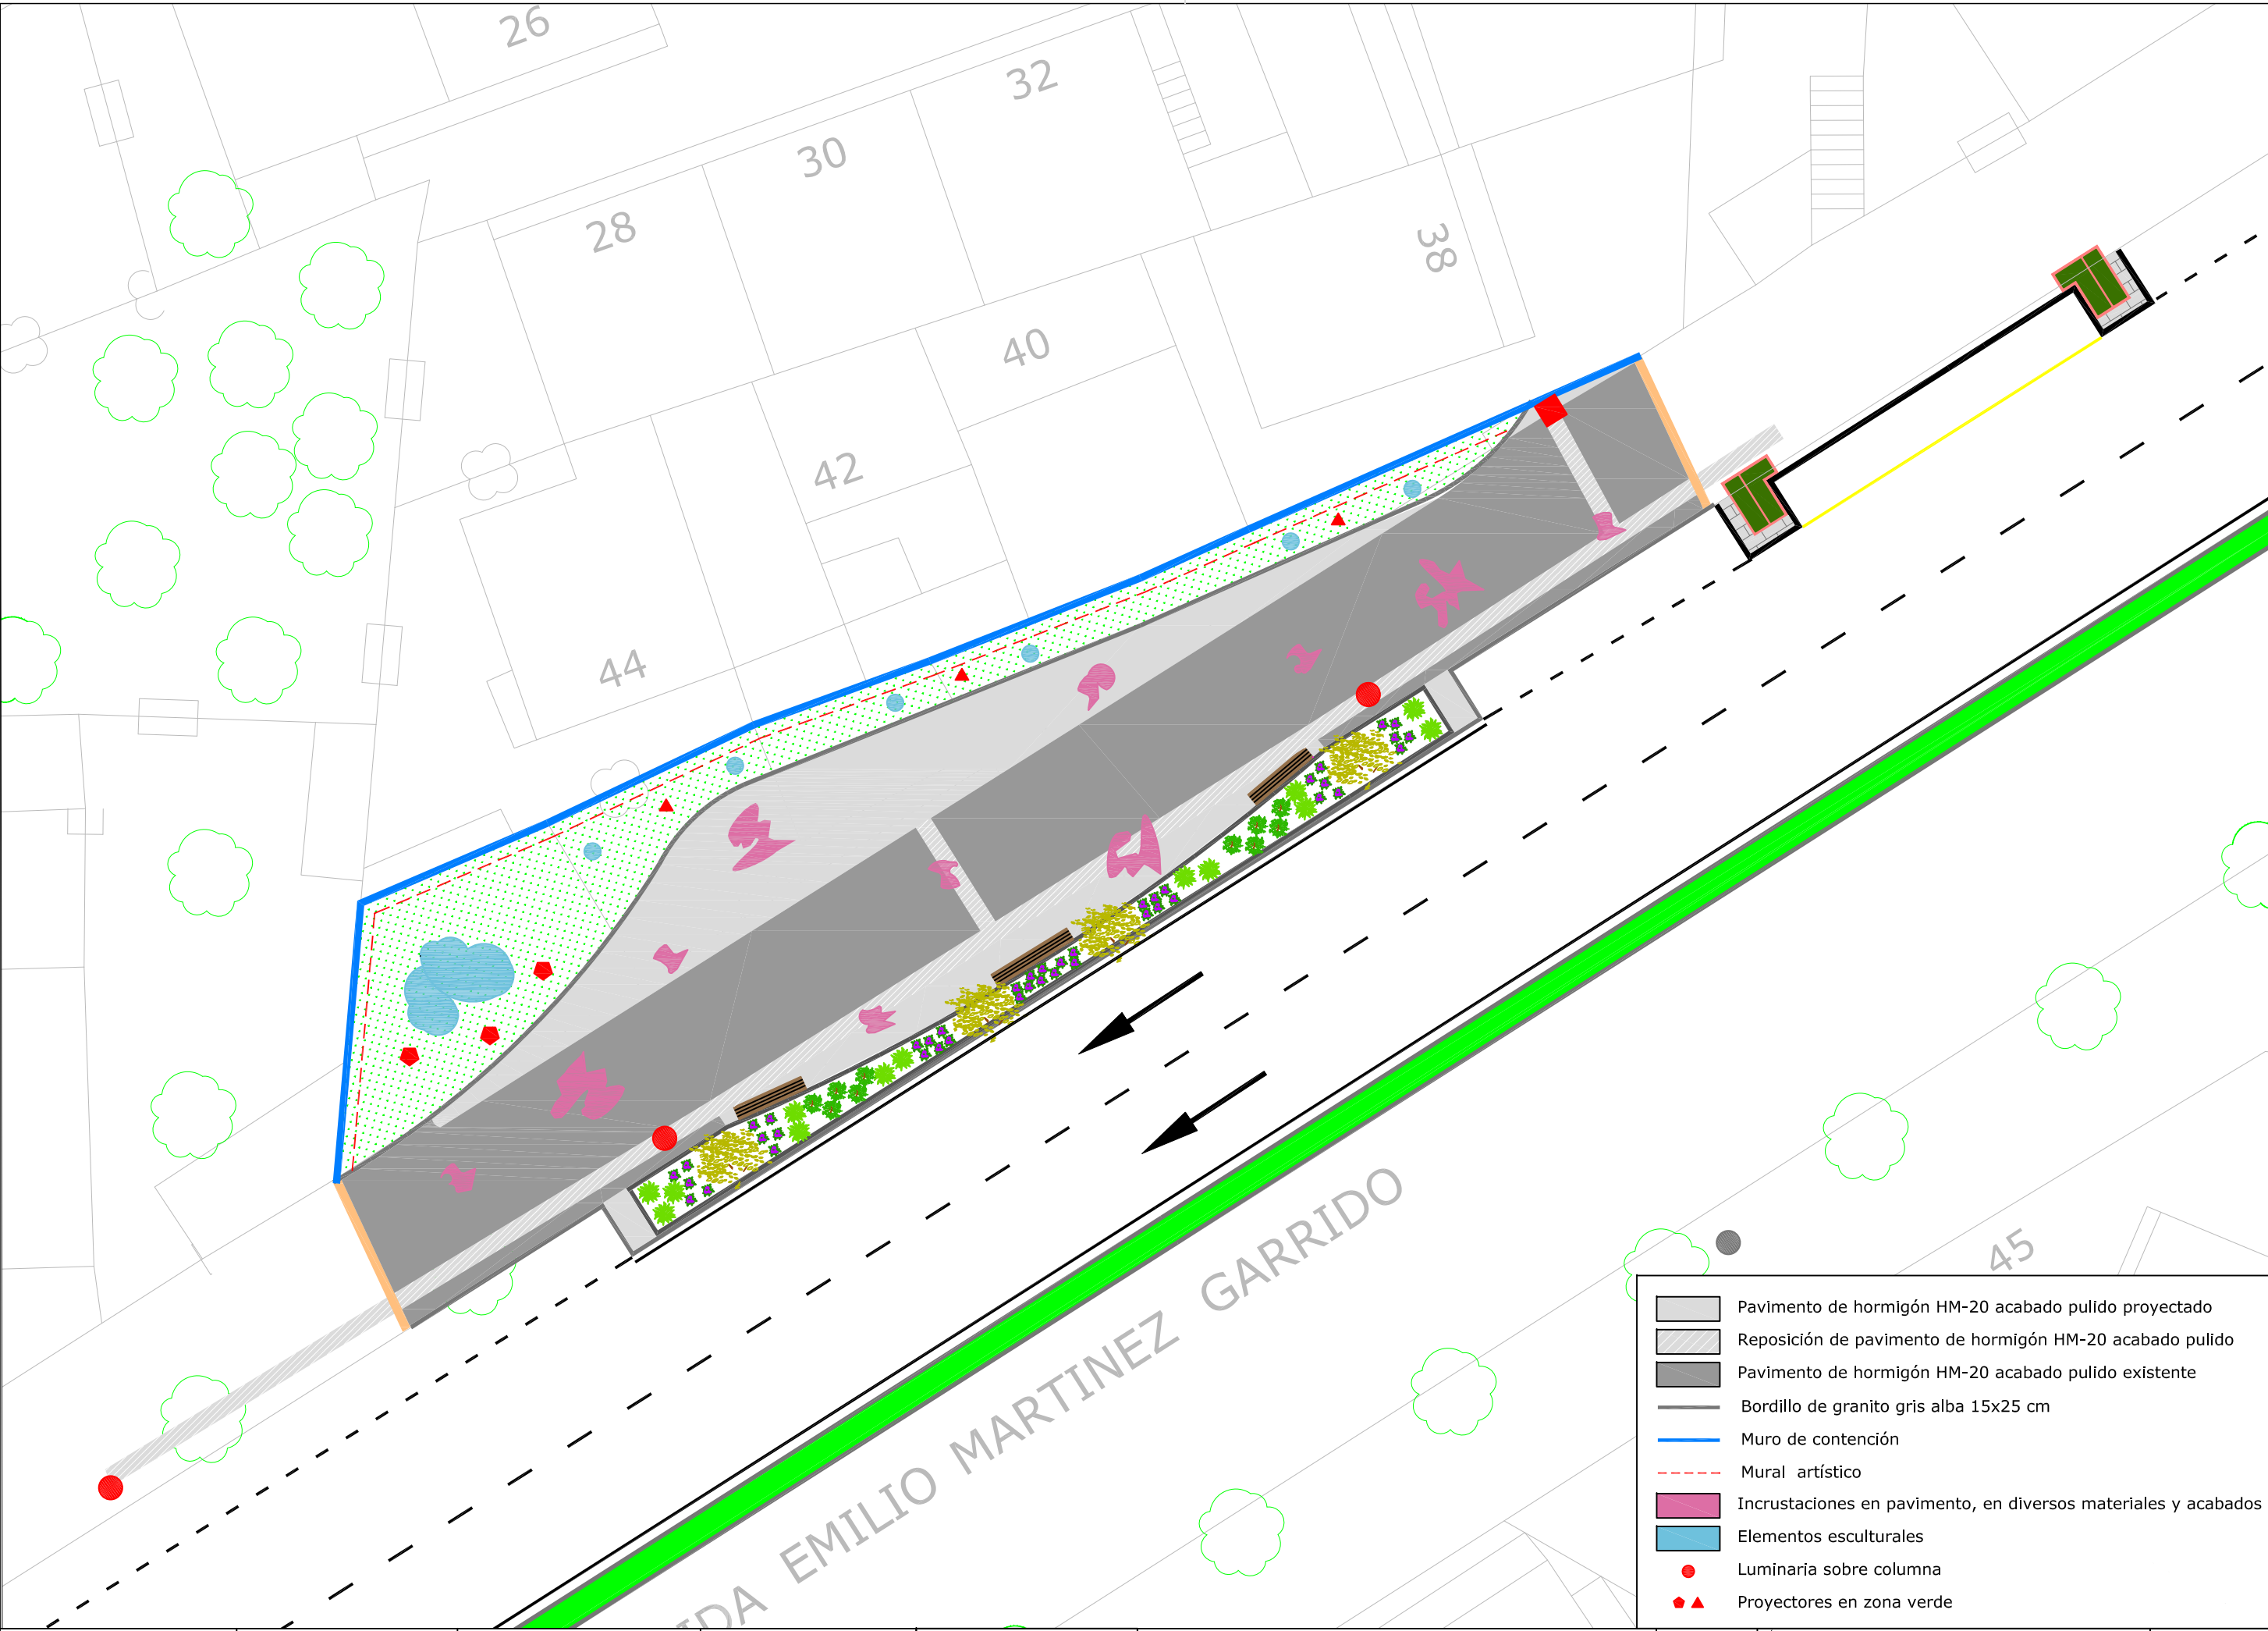 26
32
30
28
38
40
42
44
IDA EMILIO MARTINEZ GARRIDO
45
Pavimento de hormigón HM-20 acabado pulido proyectado
Reposición de pavimento de hormigón HM-20 acabado pulido
Pavimento de hormigón HM-20 acabado pulido existente
Bordillo de granito gris alba 15x25 cm
Muro de contención
Mural artístico
Incrustaciones en pavimento, en diversos materiales y acabados
Elementos esculturales
Luminaria sobre columna
Proyectores en zona verde